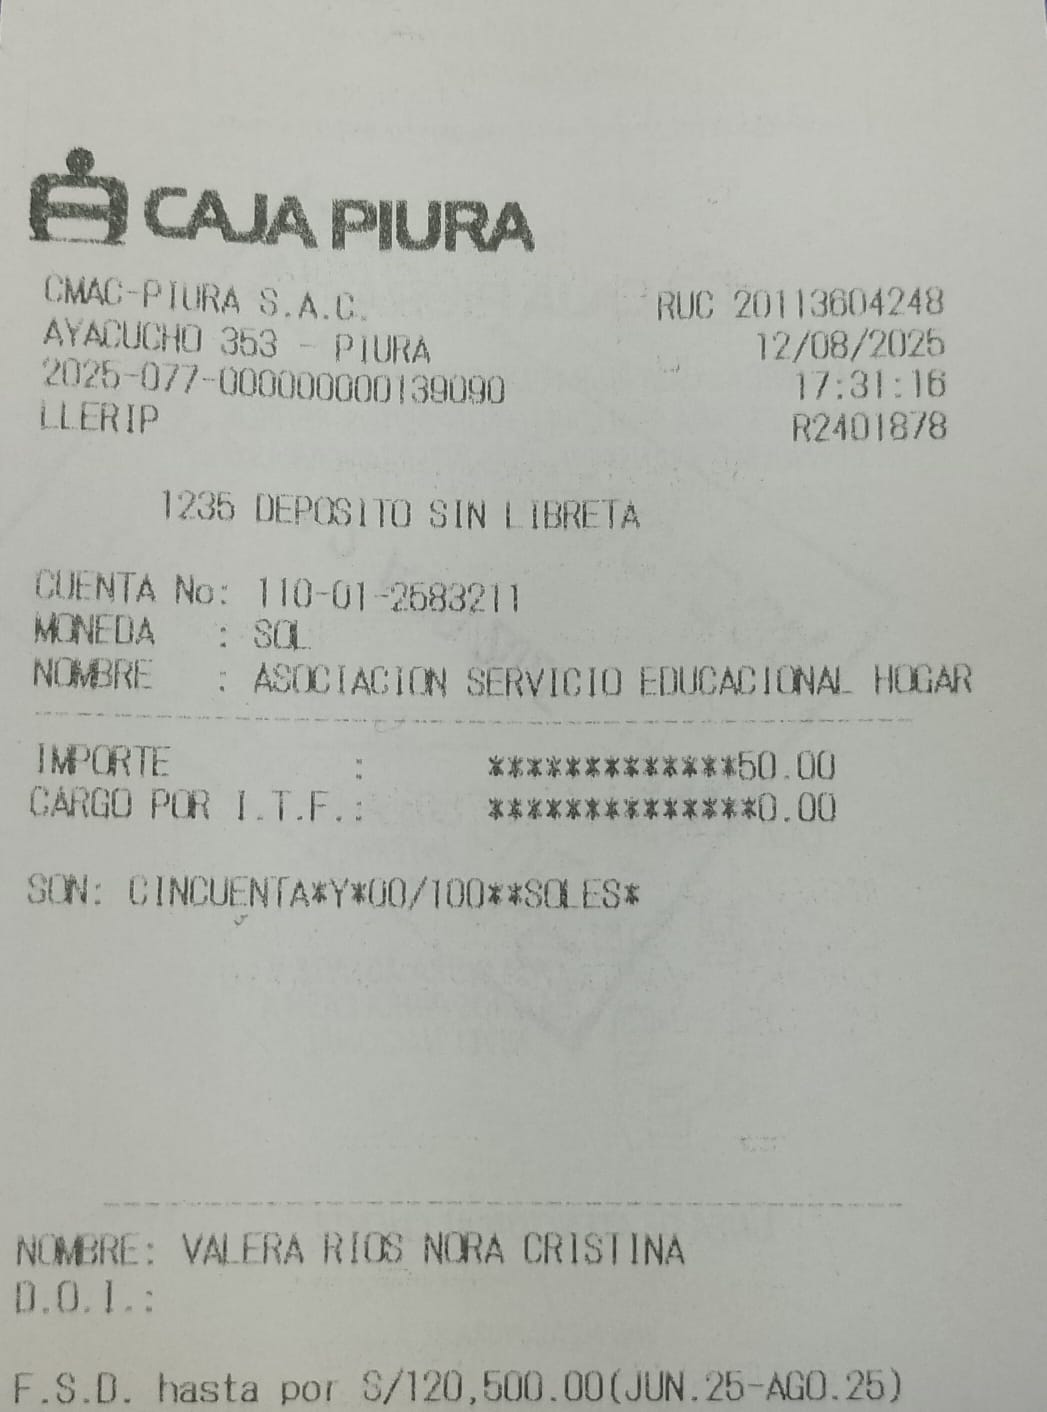 CAJA PIURA
CMAC-PIURA S.A.C. RUC 20113604248
AYACUCHO 353 - PIURA 12/08/2025
2025-077-000000000139090 17:31:16
LLERIP R2401878
1235 DEPOSITO SIN LIBRETA
CUENTA No: 110-01-2583211
MONEDA : SOL
NOMBRE : ASOCIACION SERVICIO EDUCACIONAL HOGAR
IMPORTE : *************50.00
CARGO POR I.T.F.: **************0.00
SON: CINCUENTA*Y*00/100**SOLES*
NOMBRE: VALERA RIOS NORA CRISTINA
D.O.I.:
F.S.D. hasta por S/120,500.00(JUN.25-AGO.25)